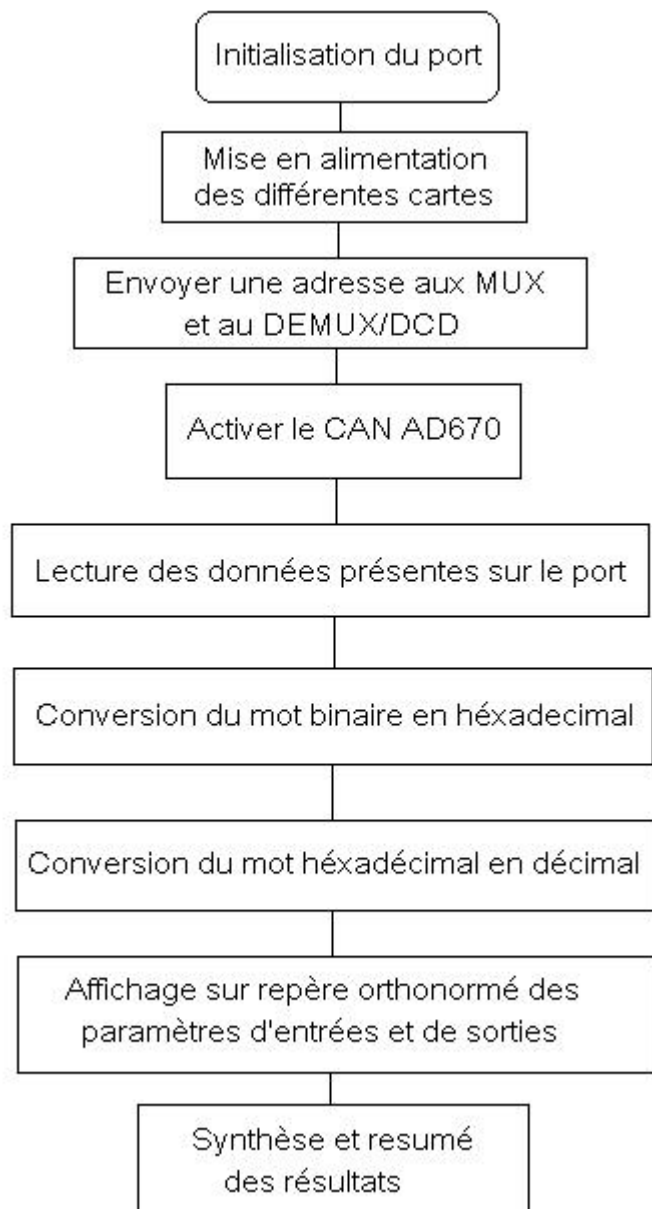 Initialisation du port
Mise en alimentation
des différentes cartes
Envoyer une adresse aux MUX
et au DEMUX/DCD
Activer le CAN AD670
Lecture des données présentes sur le port
Conversion du mot binaire en héxadecimal
Conversion du mot héxadécimal en décimal
Affichage sur repère orthonormé des
paramètres d'entrées et de sorties
Synthèse et resumé
des résultats